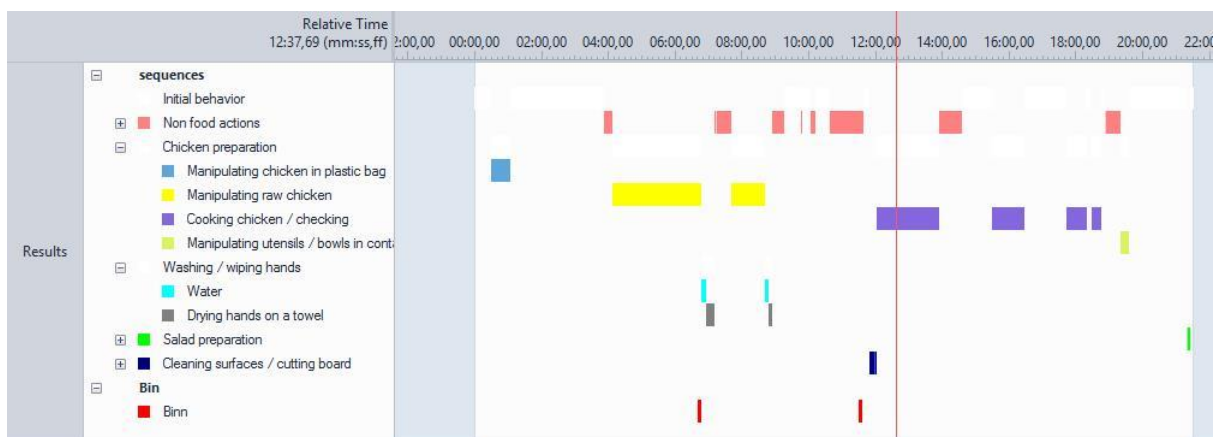 Relative Time
12:37,69 (mm:ss,ff)
2:00,00 00:00,00 02:00,00 04:00,00 06:00,00 08:00,00 10:00,00 12:00,00 14:00,00 16:00,00 18:00,00 20:00,00 22:00
Results
sequences
Initial behavior
Non food actions
Chicken preparation
Manipulating chicken in plastic bag
Manipulating raw chicken
Cooking chicken / checking
Manipulating utensils / bowls in conta
Washing / wiping hands
Water
Drying hands on a towel
Salad preparation
Cleaning surfaces / cutting board
Bin
Binn